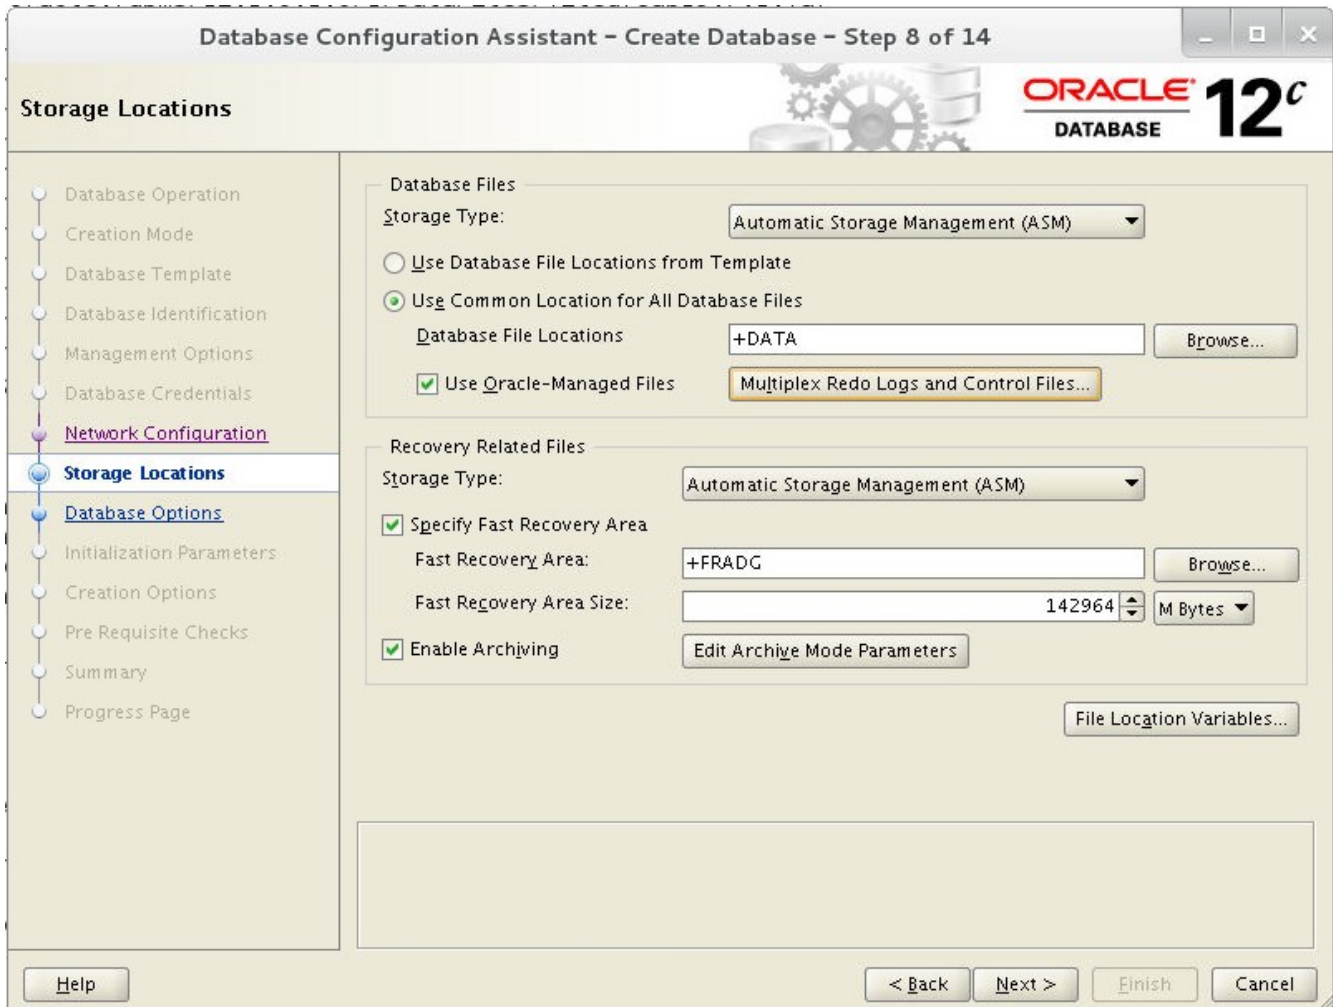 Database Configuration Assistant - Create Database - Step 8 of 14
Storage Locations
ORACLE
DATABASE
12c
Database Operation
Creation Mode
Database Template
Database Identification
Management Options
Database Credentials
Network Configuration
Storage Locations
Database Options
Initialization Parameters
Creation Options
Pre Requisite Checks
Summary
Progress Page
Database Files
Storage Type: Automatic Storage Management (ASM)
Use Database File Locations from Template
Use Common Location for All Database Files
Database File Locations +DATA Browse...
Use Oracle-Managed Files Multiplex Redo Logs and Control Files...
Recovery Related Files
Storage Type: Automatic Storage Management (ASM)
Specify Fast Recovery Area
Fast Recovery Area: +FRADG Browse...
Fast Recovery Area Size: 142964 M Bytes
Enable Archiving Edit Archive Mode Parameters
File Location Variables...
Help < Back Next > Finish Cancel